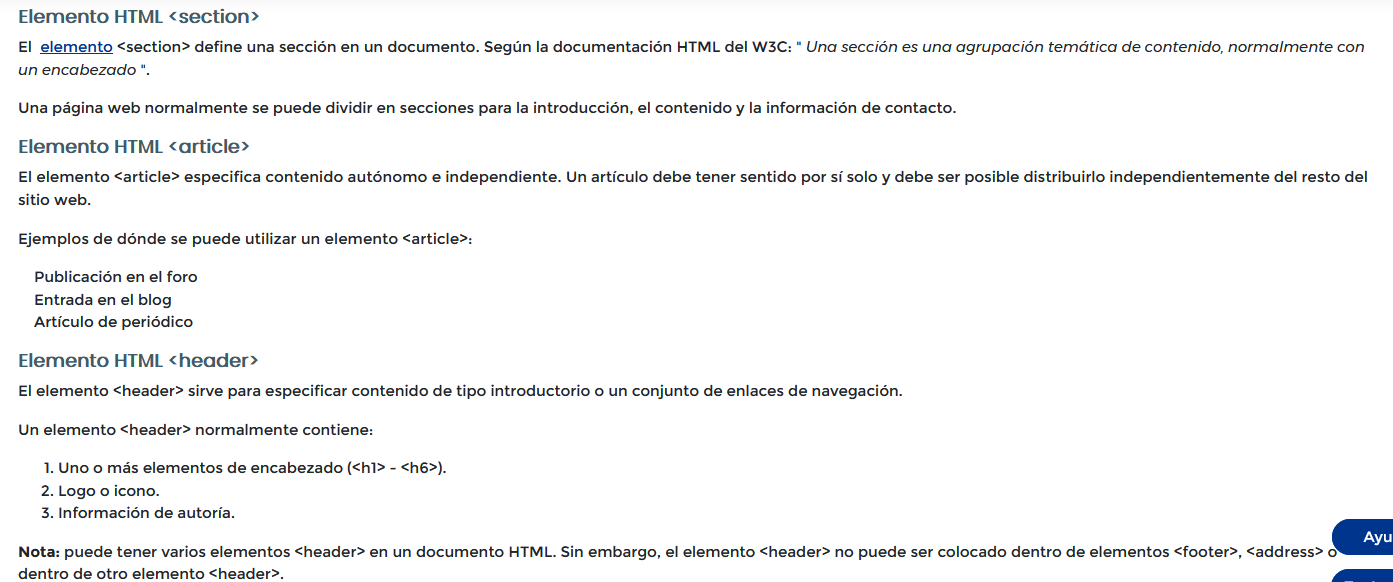 Elemento HTML <section>
El elemento <section> define una sección en un documento. Según la documentación HTML del W3C: " Una sección es una agrupación temática de contenido, normalmente con
un encabezado ".
Una página web normalmente se puede dividir en secciones para la introducción, el contenido y la información de contacto.
Elemento HTML <article>
El elemento <article> especifica contenido autónomo e independiente. Un artículo debe tener sentido por sí solo y debe ser posible distribuirlo independientemente del resto del
sitio web.
Ejemplos de dónde se puede utilizar un elemento <article>:
Publicación en el foro
Entrada en el blog
Artículo de periódico
Elemento HTML <header>
El elemento <header> sirve para especificar contenido de tipo introductorio o un conjunto de enlaces de navegación.
Un elemento <header> normalmente contiene:
1. Uno o más elementos de encabezado (<h1> - <h6>).
2. Logo o icono.
3. Información de autoría.
Nota: puede tener varios elementos <header> en un documento HTML. Sin embargo, el elemento <header> no puede ser colocado dentro de elementos <footer>, <address> o
dentro de otro elemento <header>.
Ayu